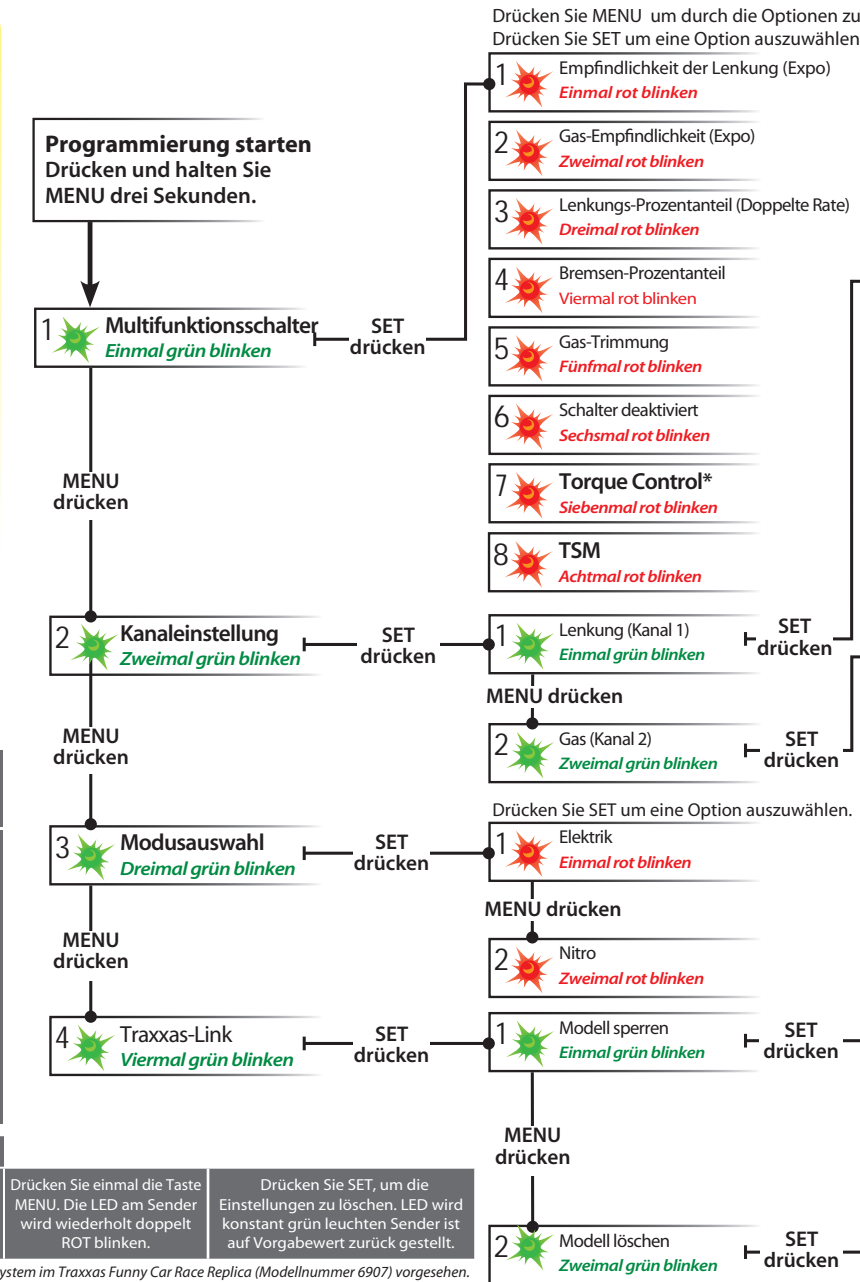 Drücken Sie MENU um durch die Optionen zu
Drücken Sie SET um eine Option auszuwählen
Programmierung starten
Drücken und halten Sie
MENU drei Sekunden.
1 Multifunktionsschalter
Einmal grün blinken
SET
drücken
1 Empfindlichkeit der Lenkung (Expo)
Einmal rot blinken
2 Gas-Empfindlichkeit (Expo)
Zweimal rot blinken
3 Lenkungs-Prozentanteil (Doppelte Rate)
Dreimal rot blinken
4 Bremsen-Prozentanteil
Viermal rot blinken
5 Gas-Trimmung
Fünfmal rot blinken
6 Schalter deaktiviert
Sechsmal rot blinken
7 Torque Control*
Siebenmal rot blinken
8 TSM
Achtmal rot blinken
MENU
drücken
2 Kanaleinstellung
Zweimal grün blinken
SET
drücken
1 Lenkung (Kanal 1)
Einmal grün blinken
SET
drücken
MENU drücken
2 Gas (Kanal 2)
Zweimal grün blinken
SET
drücken
MENU
drücken
Drücken Sie SET um eine Option auszuwählen.
3 Modusauswahl
Dreimal grün blinken
SET
drücken
1 Elektrik
Einmal rot blinken
MENU drücken
2 Nitro
Zweimal rot blinken
MENU
drücken
4 Traxxas-Link
Viermal grün blinken
SET
drücken
1 Modell sperren
Einmal grün blinken
SET
drücken
MENU
drücken
2 Modell löschen
Zweimal grün blinken
SET
drücken
Drücken Sie einmal die Taste
MENU. Die LED am Sender
wird wiederholt doppelt
ROT blinken.
Drücken Sie SET, um die
Einstellungen zu löschen. LED wird
konstant grün leuchten Sender ist
auf Vorgabewert zurück gestellt.
ystem im Traxxas Funny Car Race Replica (Modellnummer 6907) vorgesehen.